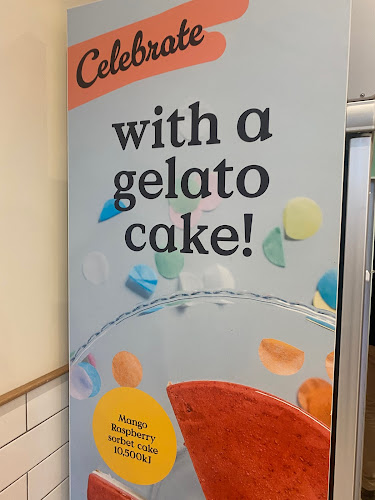 Celebrate
with a
gelato
cake!
Mango
Raspberry
sorbet cake
10,500kJ